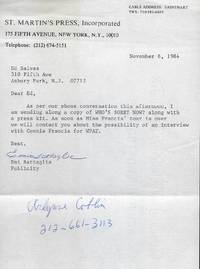 CABLE ADDRESS: SAINTMART
ST. MARTIN'S PRESS, Incorporated
175 FIFTH AVENUE, NEW YORK, N.Y. 10010
Telephone: (212) 674-5151
November 8, 1984
Ed Salvas
310 Fifth Ave
Asbury Park, N.J. 07712
Dear Ed,
As per our phone conversation this afternoon, I
am sending along a copy of WHO'S SORRY NOW? along with
a press kit. As soon as Miss Francis' tour is over
we will contact you about the possibility of an interview
with Connie Francis for
Best,
Battaglia
Publicity
212-661-3113